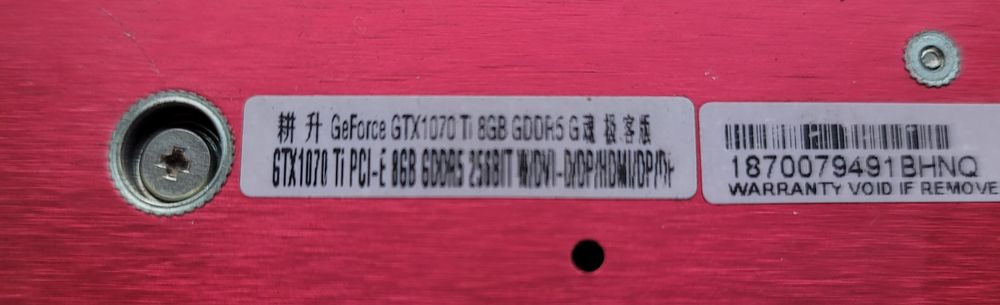 耕升 GeForce GTX1070 Ti 8GB GDDR5 G魂 极客版
GTX1070 Ti PCI-E 8GB GDDR5 256BIT W/DVI-D/DP/HDMI/DP/DP
1870079491BHNQ
WARRANTY VOID IF REMOVE